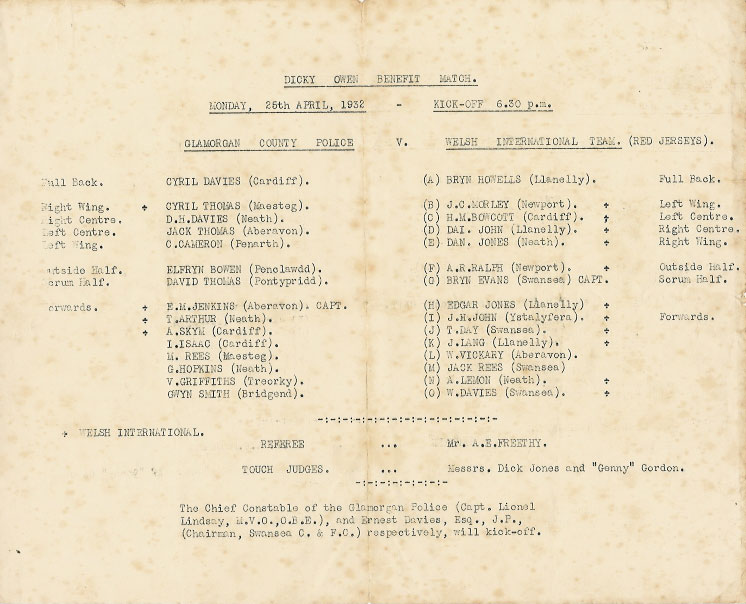 DICKY OWEN BENEFIT MATCH.
MONDAY, 25th APRIL, 1932 - KICK-OFF 6.30 p.m.
GLAMORGAN COUNTY POLICE V. WELSH INTERNATIONAL TEAM. (RED JERSEYS).
Full Back. CYRIL DAVIES (Cardiff). (A) BRYN HOWELLS (Llanelly). Full Back.
Right Wing. + CYRIL THOMAS (Maesteg). (B) J.C.MORLEY (Newport). + Left Wing.
Right Centre. D.H.DAVIES (Neath). (C) H.M.BOWCOTT (Cardiff). + Left Centre.
Left Centre. JACK THOMAS (Aberavon). (D) DAI. JOHN (Llanelly). + Right Centre.
Left Wing. C.CAMERON (Penarth). (E) DAN. JONES (Neath). + Right Wing.
Outside Half. ELFRYN BOWEN (Penclawdd). (F) A.R.RALPH (Newport). + Outside Half.
Scrum Half. DAVID THOMAS (Pontypridd). (G) BRYN EVANS (Swansea) CAPT. Scrum Half.
Forwards. + E.M.JENKINS (Aberavon). CAPT. (H) EDGAR JONES (Llanelly) +
+ T.ARTHUR (Neath). (I) J.H.JOHN (Ystalyfera). + Forwards.
+ A.SKYM (Cardiff). (J) T.DAY (Swansea). +
I.ISAAC (Cardiff). (K) J.LANG (Llanelly). +
M. REES (Maesteg). (L) W.VICKARY (Aberavon).
G.HOPKINS (Neath). (M) JACK REES (Swansea)
V.GRIFFITHS (Treorky). (N) A.LEMON (Neath). +
GWYN SMITH (Bridgend). (O) W.DAVIES (Swansea). +
-:-:-:-:-:-:-:-:-:-:-:-:-
+ WELSH INTERNATIONAL.
REFEREE ... Mr. A.E.FREETHY.
TOUCH JUDGES. ... Messrs. Dick Jones and "Genny" Gordon.
-:-:-:-:-:-:-:-
The Chief Constable of the Glamorgan Police (Capt. Lionel
Lindsay, M.V.O.,O.B.E.), and Ernest Davies, Esq., J.P.,
(Chairman, Swansea C. & F.C.) respectively, will kick-off.